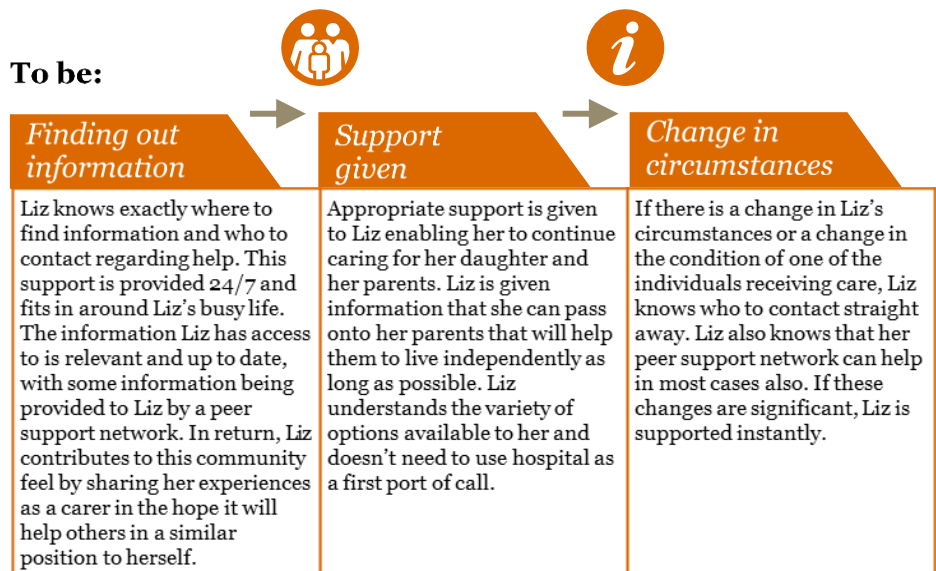 To be:
Finding out
information
Liz knows exactly where to
find information and who to
contact regarding help. This
support is provided 24/7 and
fits in around Liz’s busy life.
The information Liz has access
to is relevant and up to date,
with some information being
provided to Liz by a peer
support network. In return, Liz
contributes to this community
feel by sharing her experiences
as a carer in the hope it will
help others in a similar
position to herself.
Support
given
Appropriate support is given
to Liz enabling her to continue
caring for her daughter and
her parents. Liz is given
information that she can pass
onto her parents that will help
them to live independently as
long as possible. Liz
understands the variety of
options available to her and
doesn’t need to use hospital as
a first port of call.
i
Change in
circumstances
If there is a change in Liz’s
circumstances or a change in
the condition of one of the
individuals receiving care, Liz
knows who to contact straight
away. Liz also knows that her
peer support network can help
in most cases also. If these
changes are significant, Liz is
supported instantly.